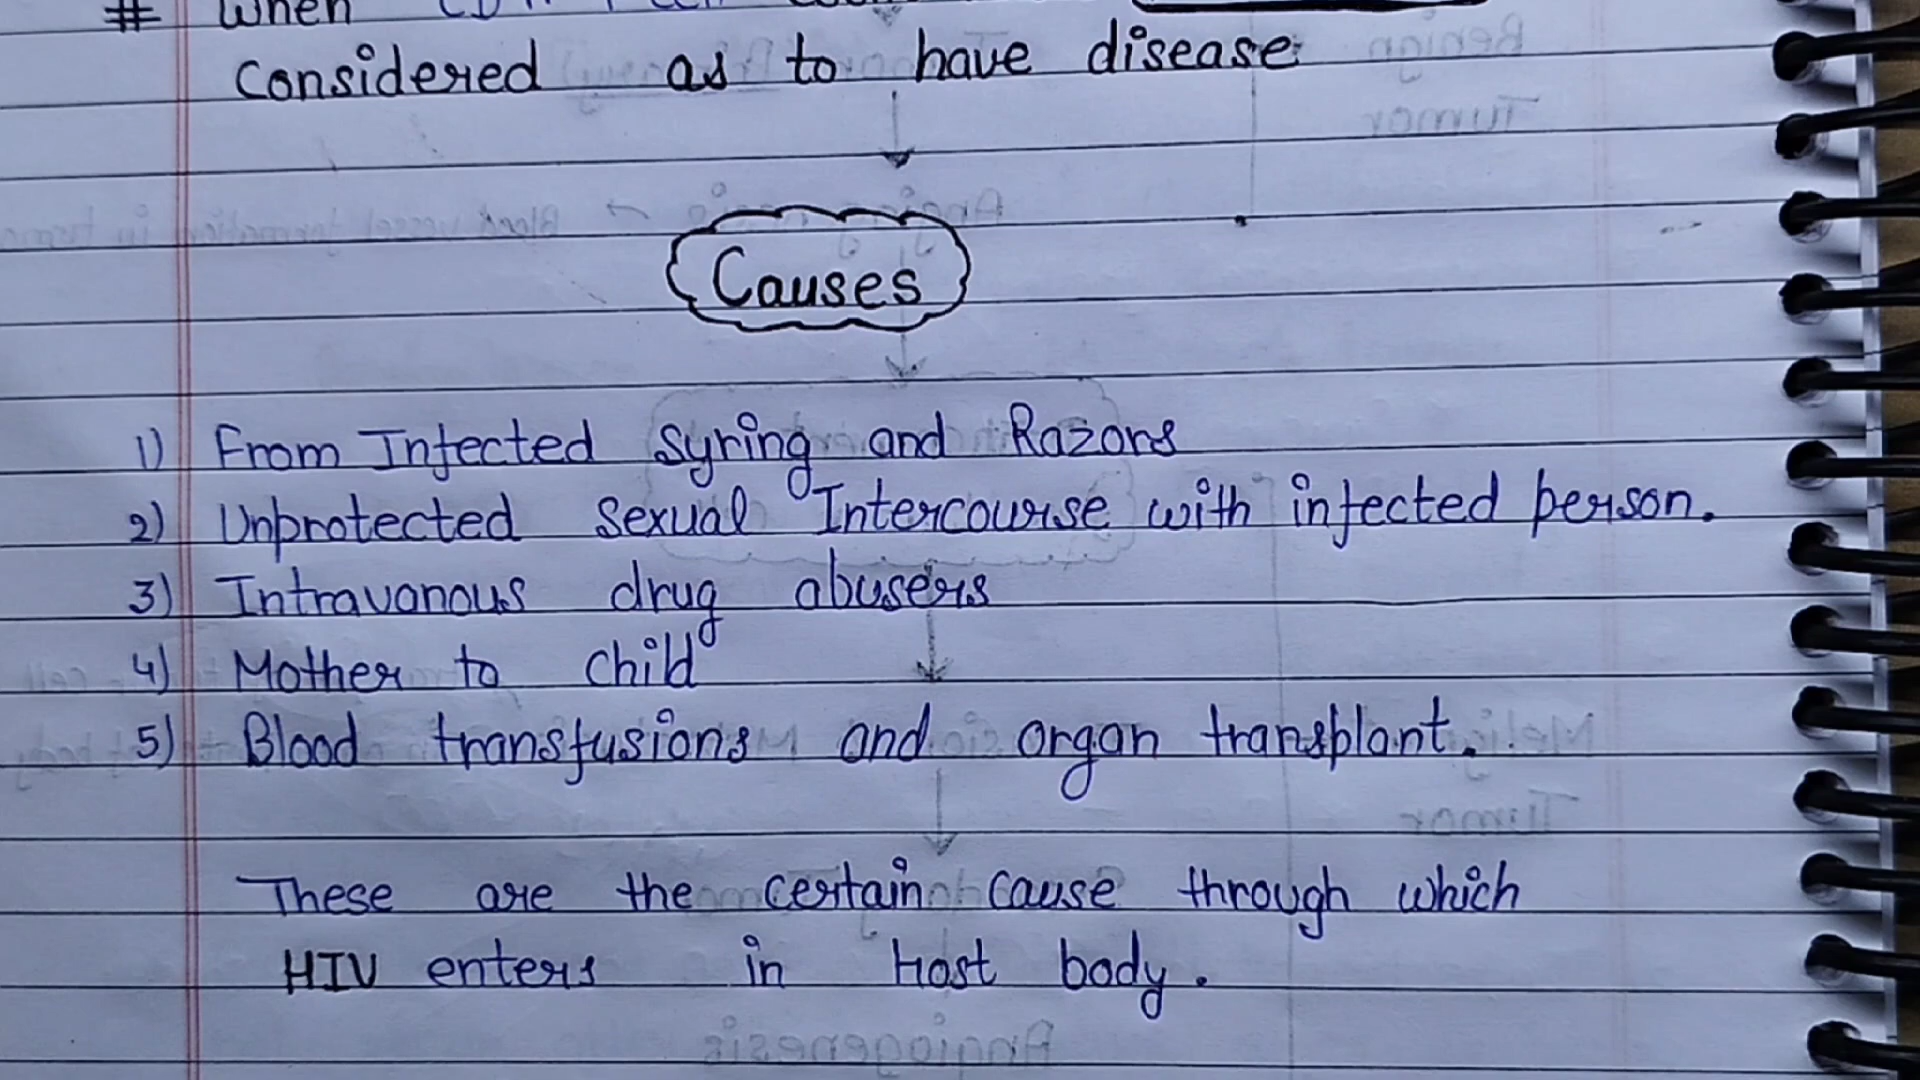 # When
Considered as to have disease
Causes
1) From Infected Syring and Razors
2) Unprotected Sexual Intercourse with infected person.
3) Intravonous drug abusers
4) Mother to child
5) Blood transfusions and organ transplant.
These are the certain cause through which
HIV enters in Host body.